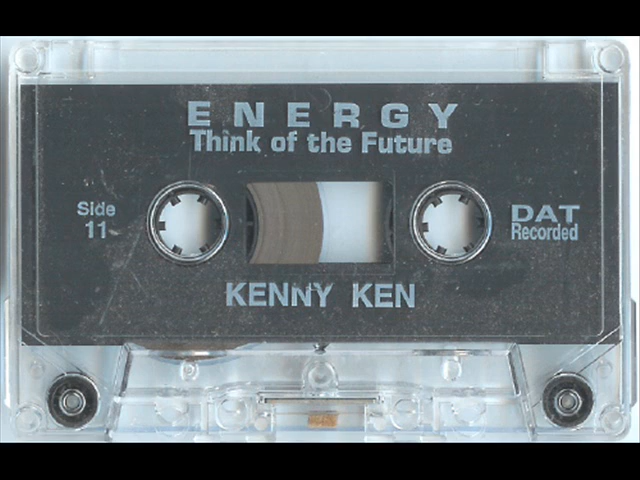 ENERGY
Think of the Future
Side
11
DAT
Recorded
KENNY KEN